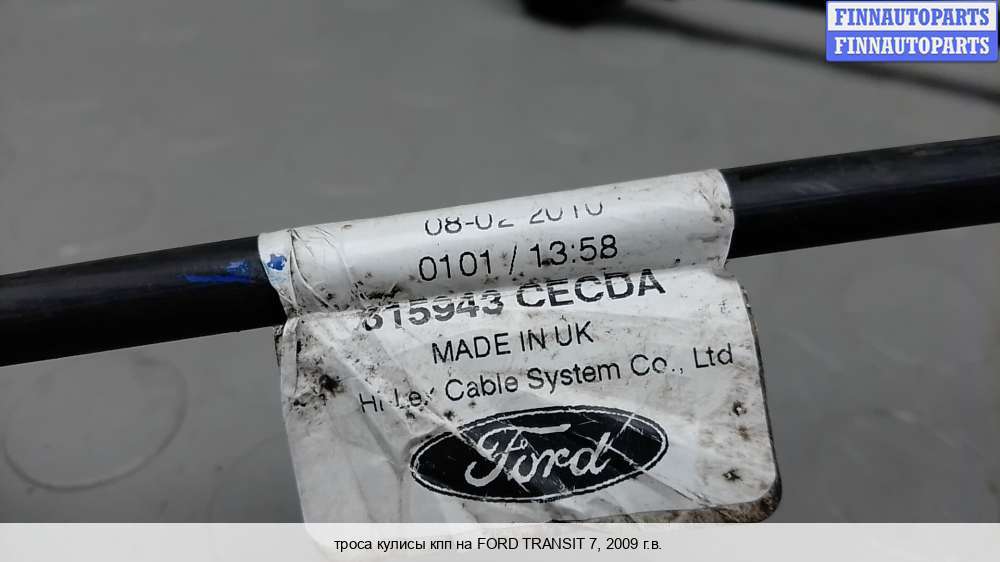 FINNAUTOPARTS
FINNAUTOPARTS
08-02 2010
0101 / 13:58
315943 CECDA
MADE IN UK
Hi-Lex Cable System Co., Ltd
Ford
троса кулисы кпп на FORD TRANSIT 7, 2009 г.в.